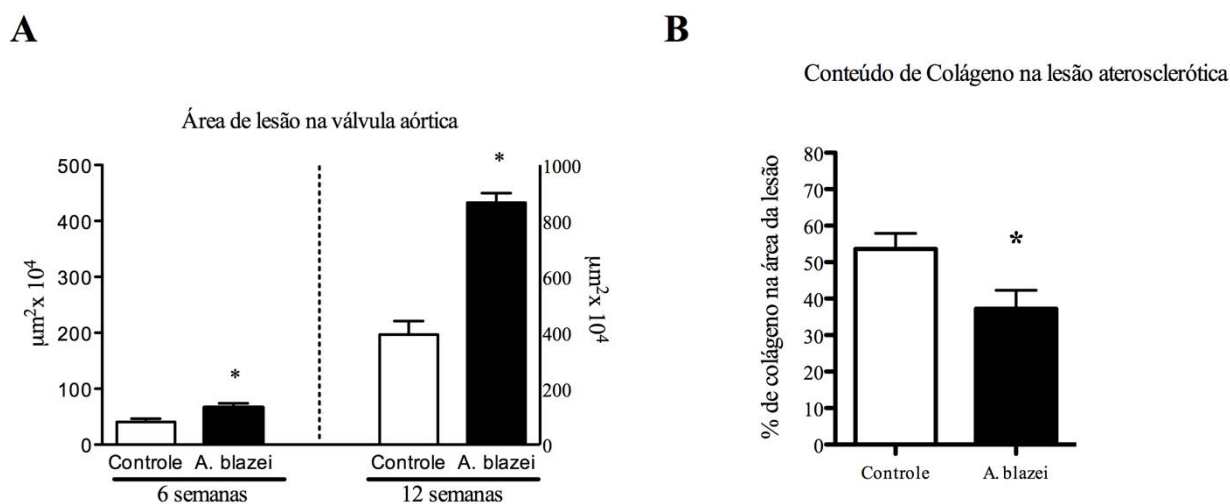 A
Área de lesão na válvula aórtica
500
400
300
200
100
0
μm²x 10⁴
*
*
1000
800
600
400
200
0
μm²x 10⁴
Controle A. blazei
6 semanas
Controle A. blazei
12 semanas
B
Conteúdo de Colágeno na lesão aterosclerótica
80
70
60
50
40
30
20
10
0
% de colágeno na área da lesão
*
Controle
A. blazei